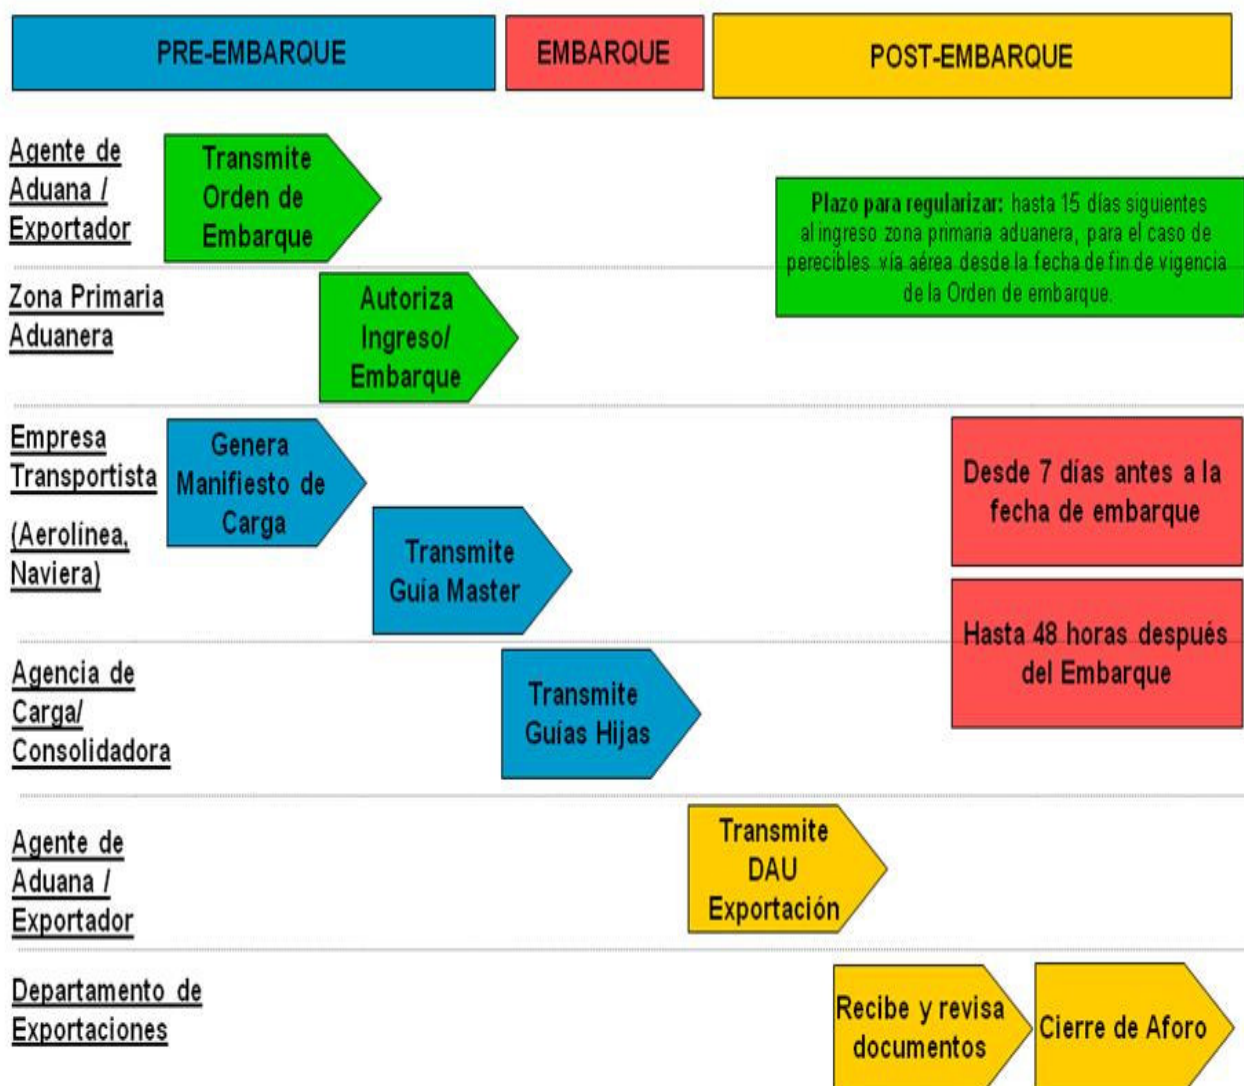 PRE-EMBARQUE
EMBARQUE
POST-EMBARQUE
Agente de
Aduana /
Exportador
Transmite
Orden de
Embarque
Plazo para regularizar: hasta 15 días siguientes
al ingreso zona primaria aduanera, para el caso de
perecibles vía aérea desde la fecha de fin de vigencia
de la Orden de embarque.
Zona Primaria
Aduanera
Autoriza
Ingreso/
Embarque
Empresa
Transportista
(Aerolínea,
Naviera)
Genera
Manifiesto de
Carga
Transmite
Guía Master
Desde 7 días antes a la
fecha de embarque
Hasta 48 horas después
del Embarque
Agencia de
Carga/
Consolidadora
Transmite
Guías Hijas
Agente de
Aduana /
Exportador
Transmite
DAU
Exportación
Departamento de
Exportaciones
Recibe y revisa
documentos
Cierre de Aforo